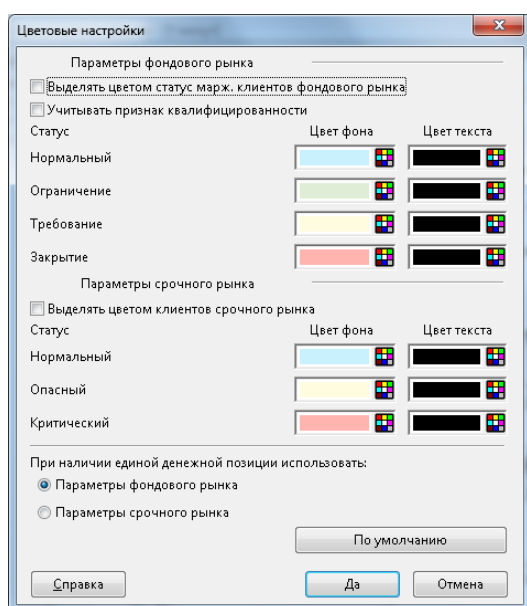 Цветовые настройки
Параметры фондового рынка
Выделять цветом статус марж. клиентов фондового рынка
Учитывать признак квалифицированности
Статус Цвет фона Цвет текста
Нормальный
Ограничение
Требование
Закрытие
Параметры срочного рынка
Выделять цветом клиентов срочного рынка
Статус Цвет фона Цвет текста
Нормальный
Опасный
Критический
При наличии единой денежной позиции использовать:
Параметры фондового рынка
Параметры срочного рынка
По умолчанию
Справка Да Отмена